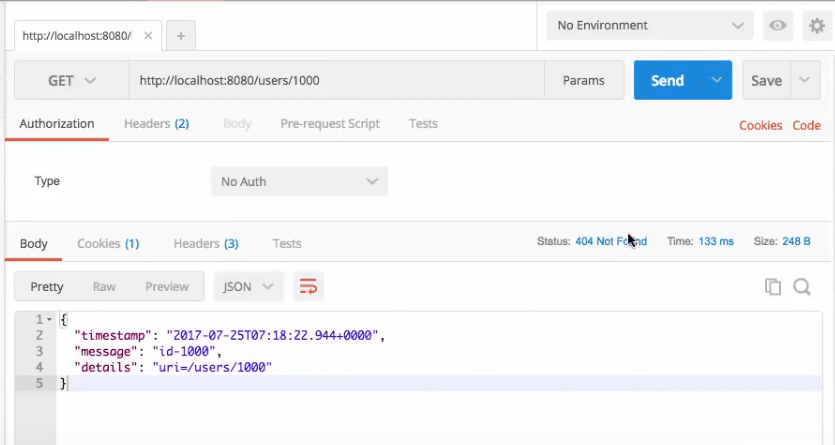 http://localhost:8080/ × +
No Environment
GET http://localhost:8080/users/1000 Params Send Save
Authorization Headers (2) Body Pre-request Script Tests Cookies Code
Type No Auth
Body Cookies (1) Headers (3) Tests Status: 404 Not Found Time: 133 ms Size: 248 B
Pretty Raw Preview JSON
1 {
2 "timestamp": "2017-07-25T07:18:22.944+0000",
3 "message": "id-1000",
4 "details": "uri=/users/1000"
5 }